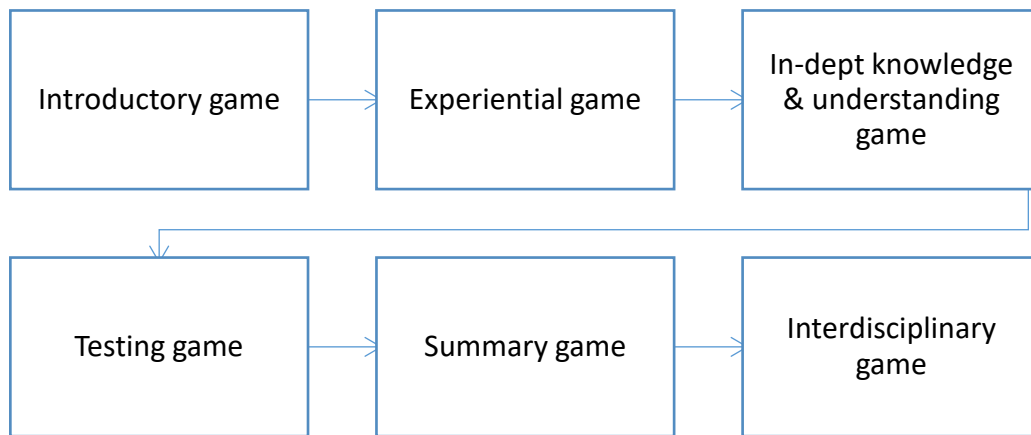 Introductory game
Experiential game
In-dept knowledge
& understanding
game
Testing game
Summary game
Interdisciplinary
game